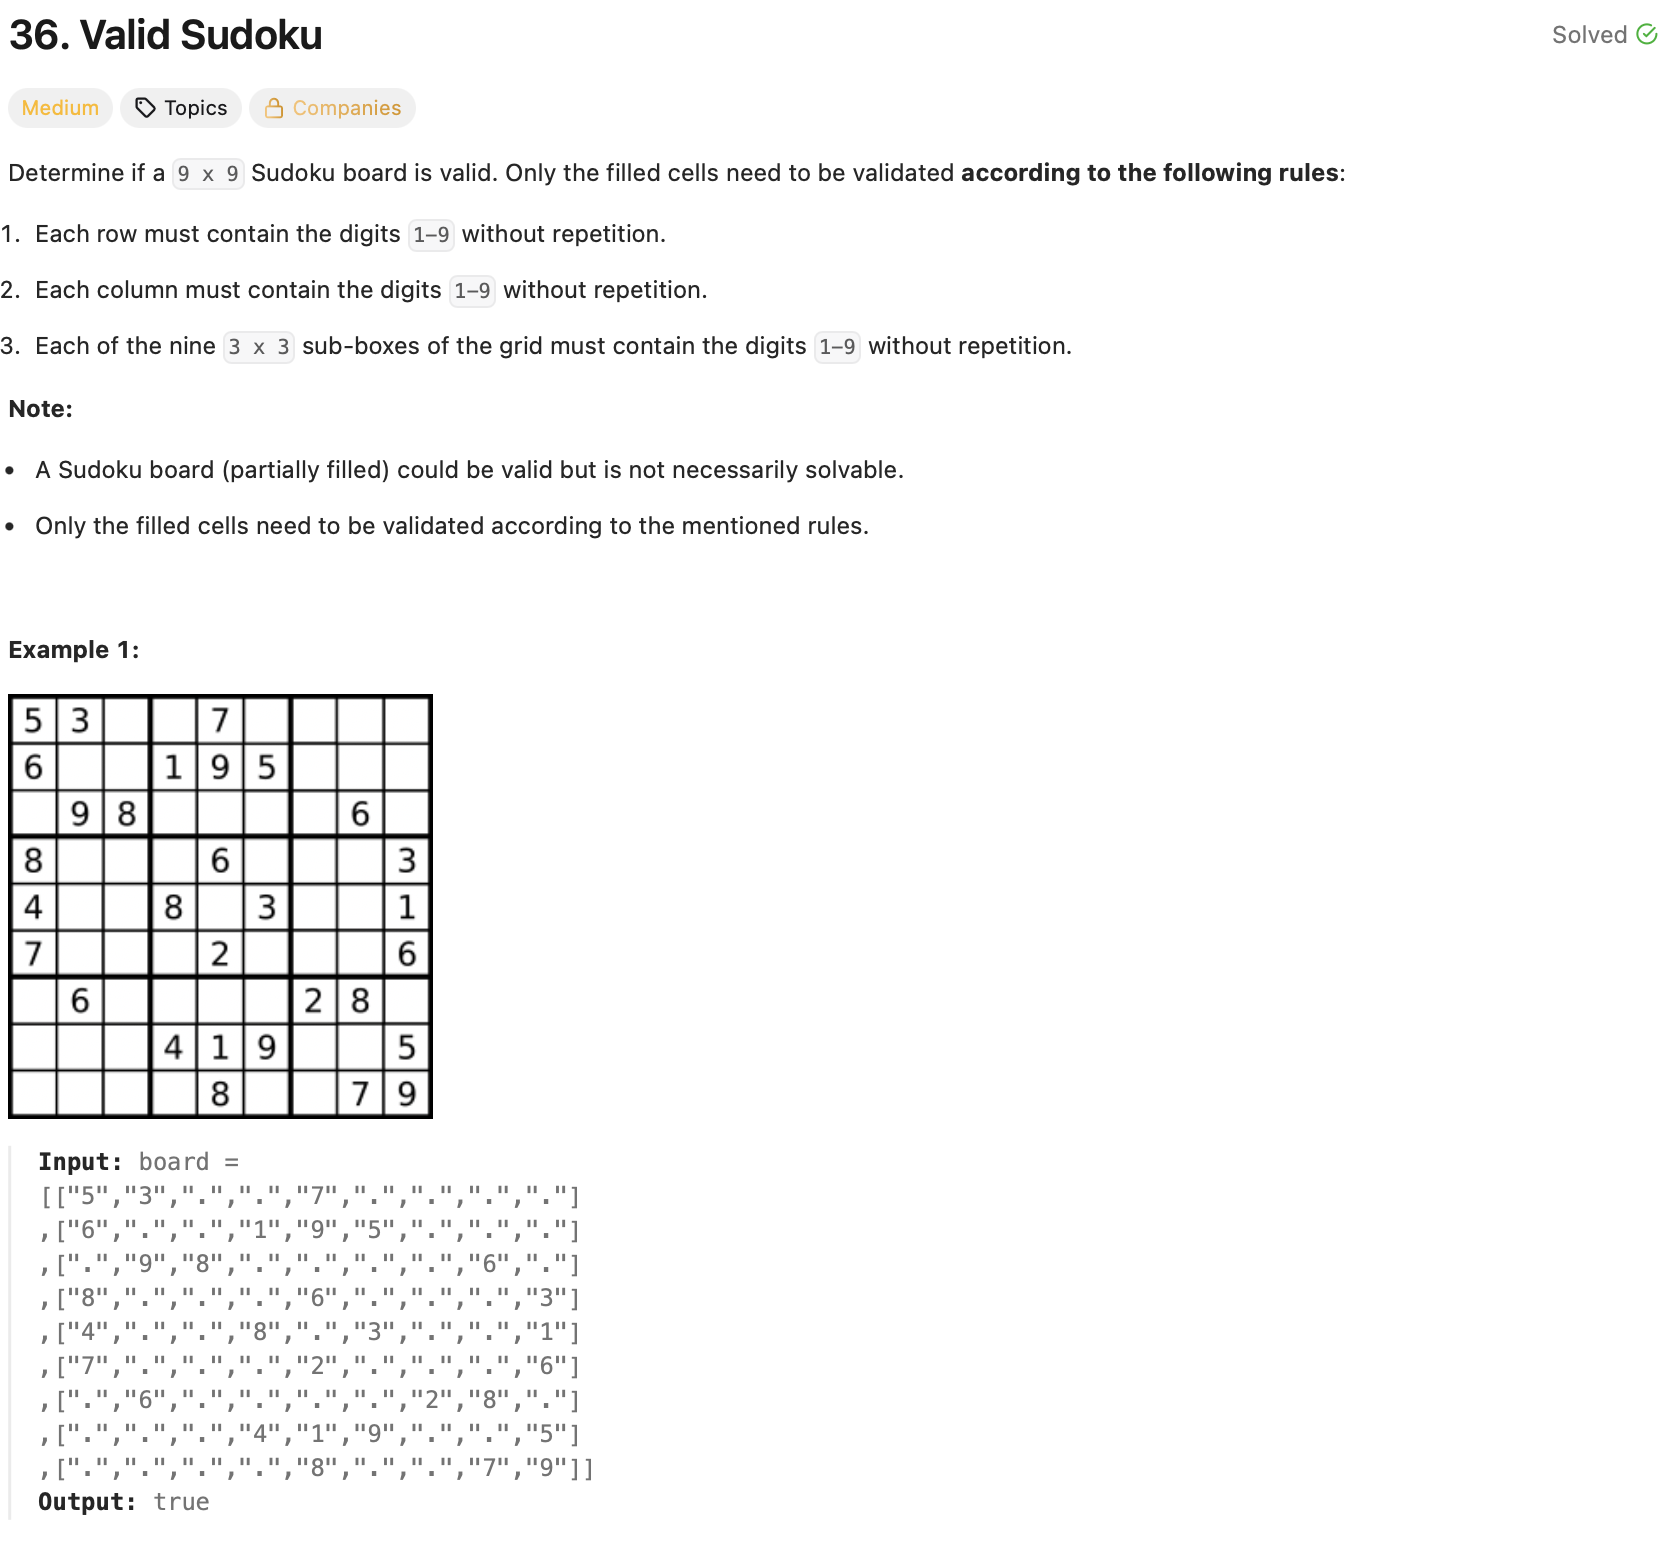 36. Valid Sudoku
Solved
Medium Topics Companies
Determine if a 9 x 9 Sudoku board is valid. Only the filled cells need to be validated according to the following rules:
1. Each row must contain the digits 1-9 without repetition.
2. Each column must contain the digits 1-9 without repetition.
3. Each of the nine 3 x 3 sub-boxes of the grid must contain the digits 1-9 without repetition.
Note:
• A Sudoku board (partially filled) could be valid but is not necessarily solvable.
• Only the filled cells need to be validated according to the mentioned rules.
Example 1:
5 3 7
6 1 9 5
9 8 6
8 6 3
4 8 3 1
7 2 6
6 2 8
4 1 9 5
8 7 9
Input: board =
[["5","3",".",".","7",".",".",".","."]
,["6",".",".","1","9","5",".",".","."]
,[".","9","8",".",".",".",".","6","."]
,["8",".",".",".","6",".",".",".","3"]
,["4",".",".","8",".","3",".",".","1"]
,["7",".",".",".","2",".",".",".","6"]
,[".","6",".",".",".",".","2","8","."]
,[".",".",".","4","1","9",".",".","5"]
,[".",".",".",".","8",".",".","7","9"]]
Output: true